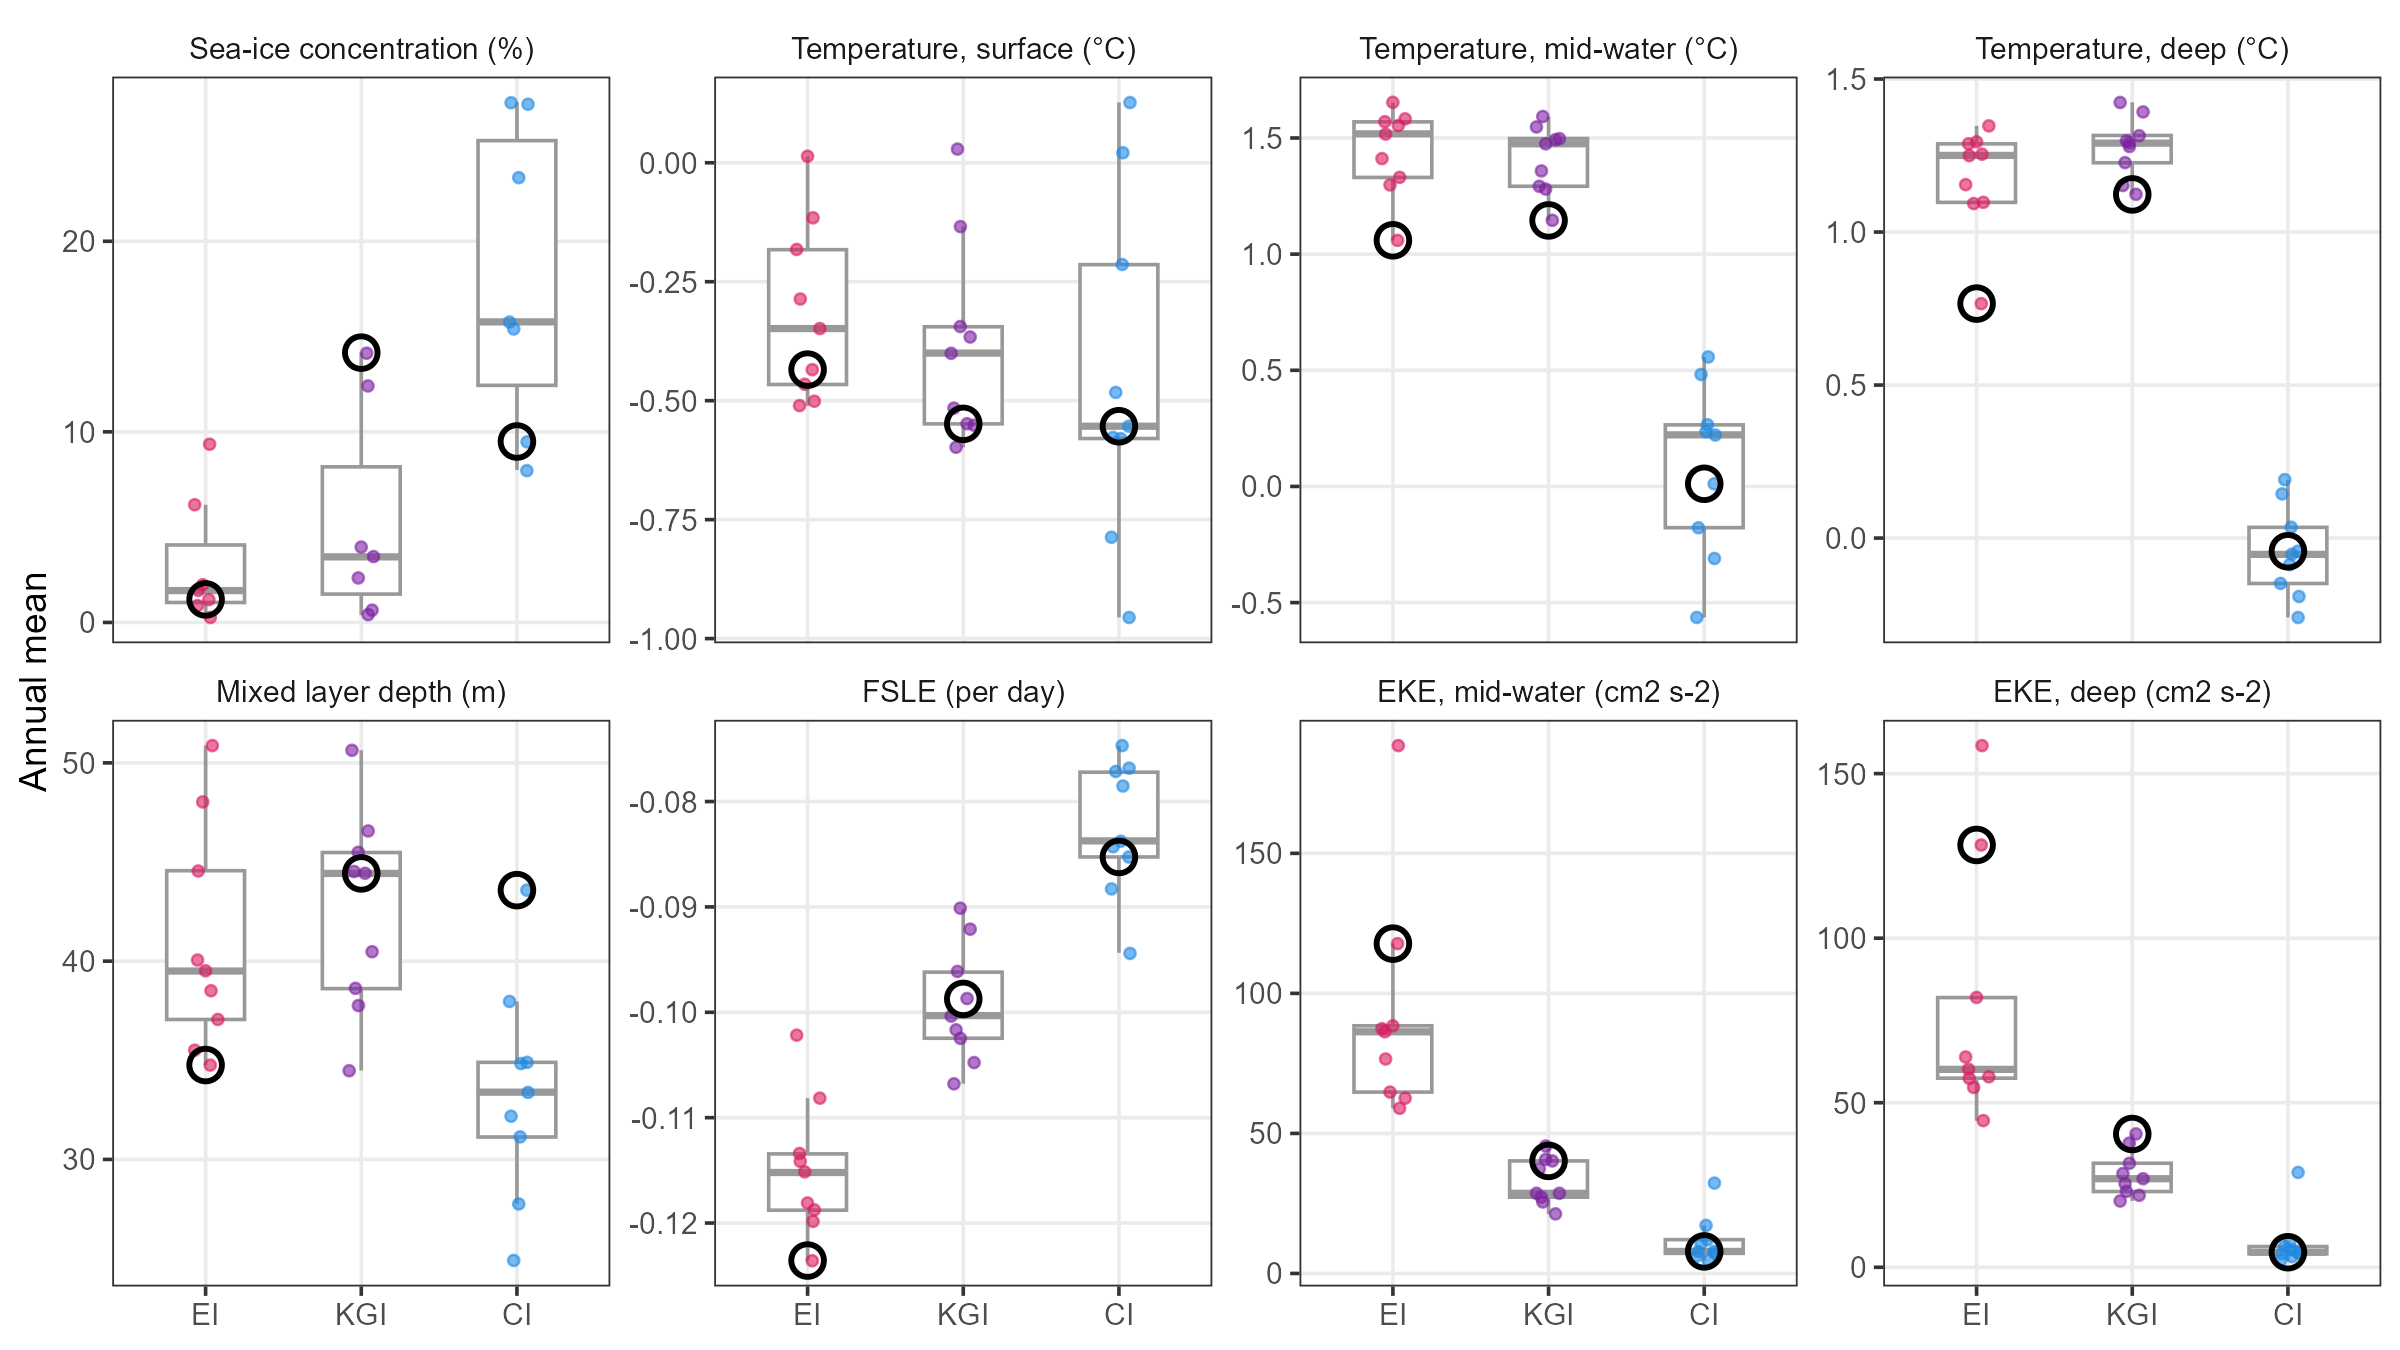 Sea-ice concentration (%)
Temperature, surface (°C)
Temperature, mid-water (°C)
Temperature, deep (°C)
20
10
0
0.00
-0.25
-0.50
-0.75
-1.00
1.5
1.0
0.5
0.0
-0.5
1.5
1.0
0.5
0.0
Annual mean
Mixed layer depth (m)
FSLE (per day)
EKE, mid-water (cm2 s-2)
EKE, deep (cm2 s-2)
50
40
30
-0.08
-0.09
-0.10
-0.11
-0.12
150
100
50
0
150
100
50
0
EI KGI CI
EI KGI CI
EI KGI CI
EI KGI CI